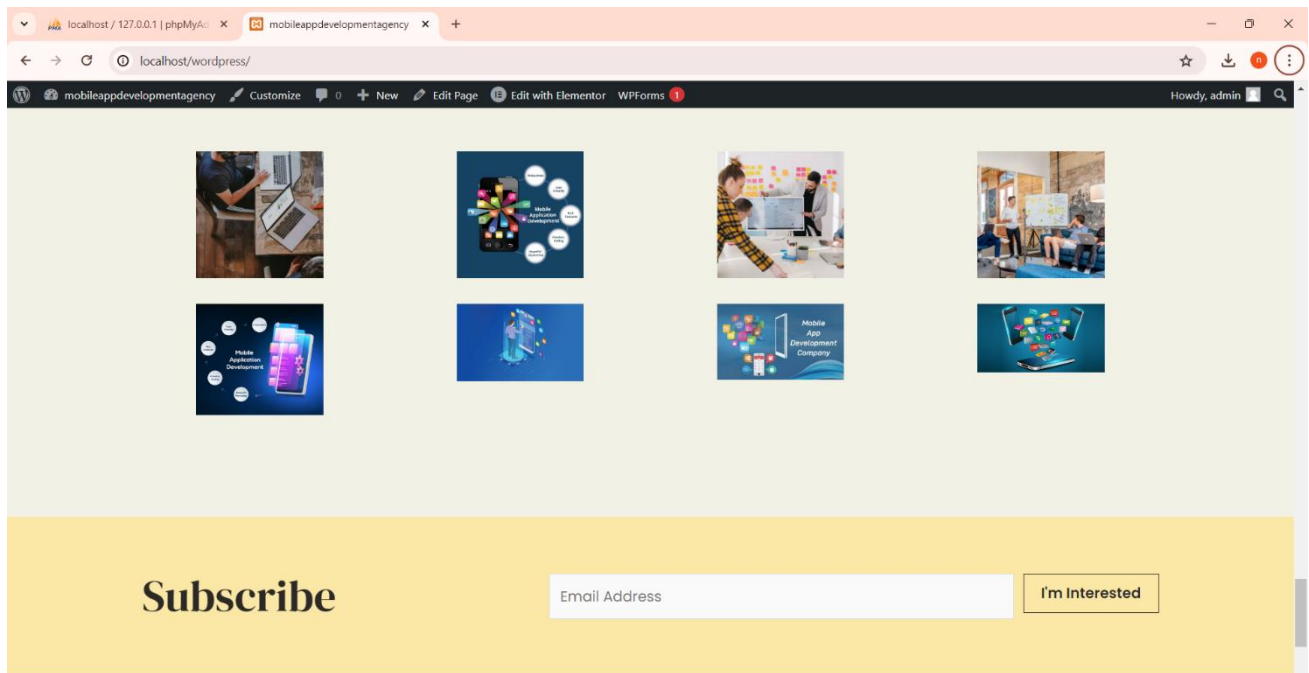 localhost / 127.0.0.1 | phpMyAd
mobileappdevelopmentagency
localhost/wordpress/
n
mobileappdevelopmentagency Customize 0 New Edit Page Edit with Elementor WPForms 1 Howdy, admin
Mobile
Application
Development
Mobile
Application
Development
Mobile
App
Development
Company
Subscribe
Email Address
I'm Interested